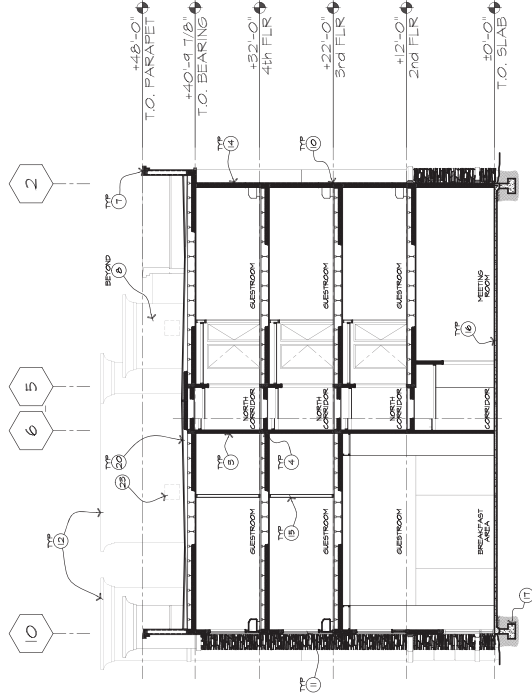 10
6
5
2
TYP
12
TYP
20
25
BEYOND
8
TYP
7
+48'-0"
T.O. PARAPET
+40'-9 7/8"
T.O. BEARING
TYP
14
TYP
5
GUESTROOM
GUESTROOM
NORTH
CORRIDOR
+32'-0"
4th FLR
TYP
4
TYP
15
GUESTROOM
GUESTROOM
NORTH
CORRIDOR
TYP
10
TYP
11
+22'-0"
3rd FLR
GUESTROOM
NORTH
CORRIDOR
GUESTROOM
+12'-0"
2nd FLR
TYP
16
BREAKFAST
AREA
CORRIDOR
MEETING
ROOM
±0'-0"
T.O. SLAB
17